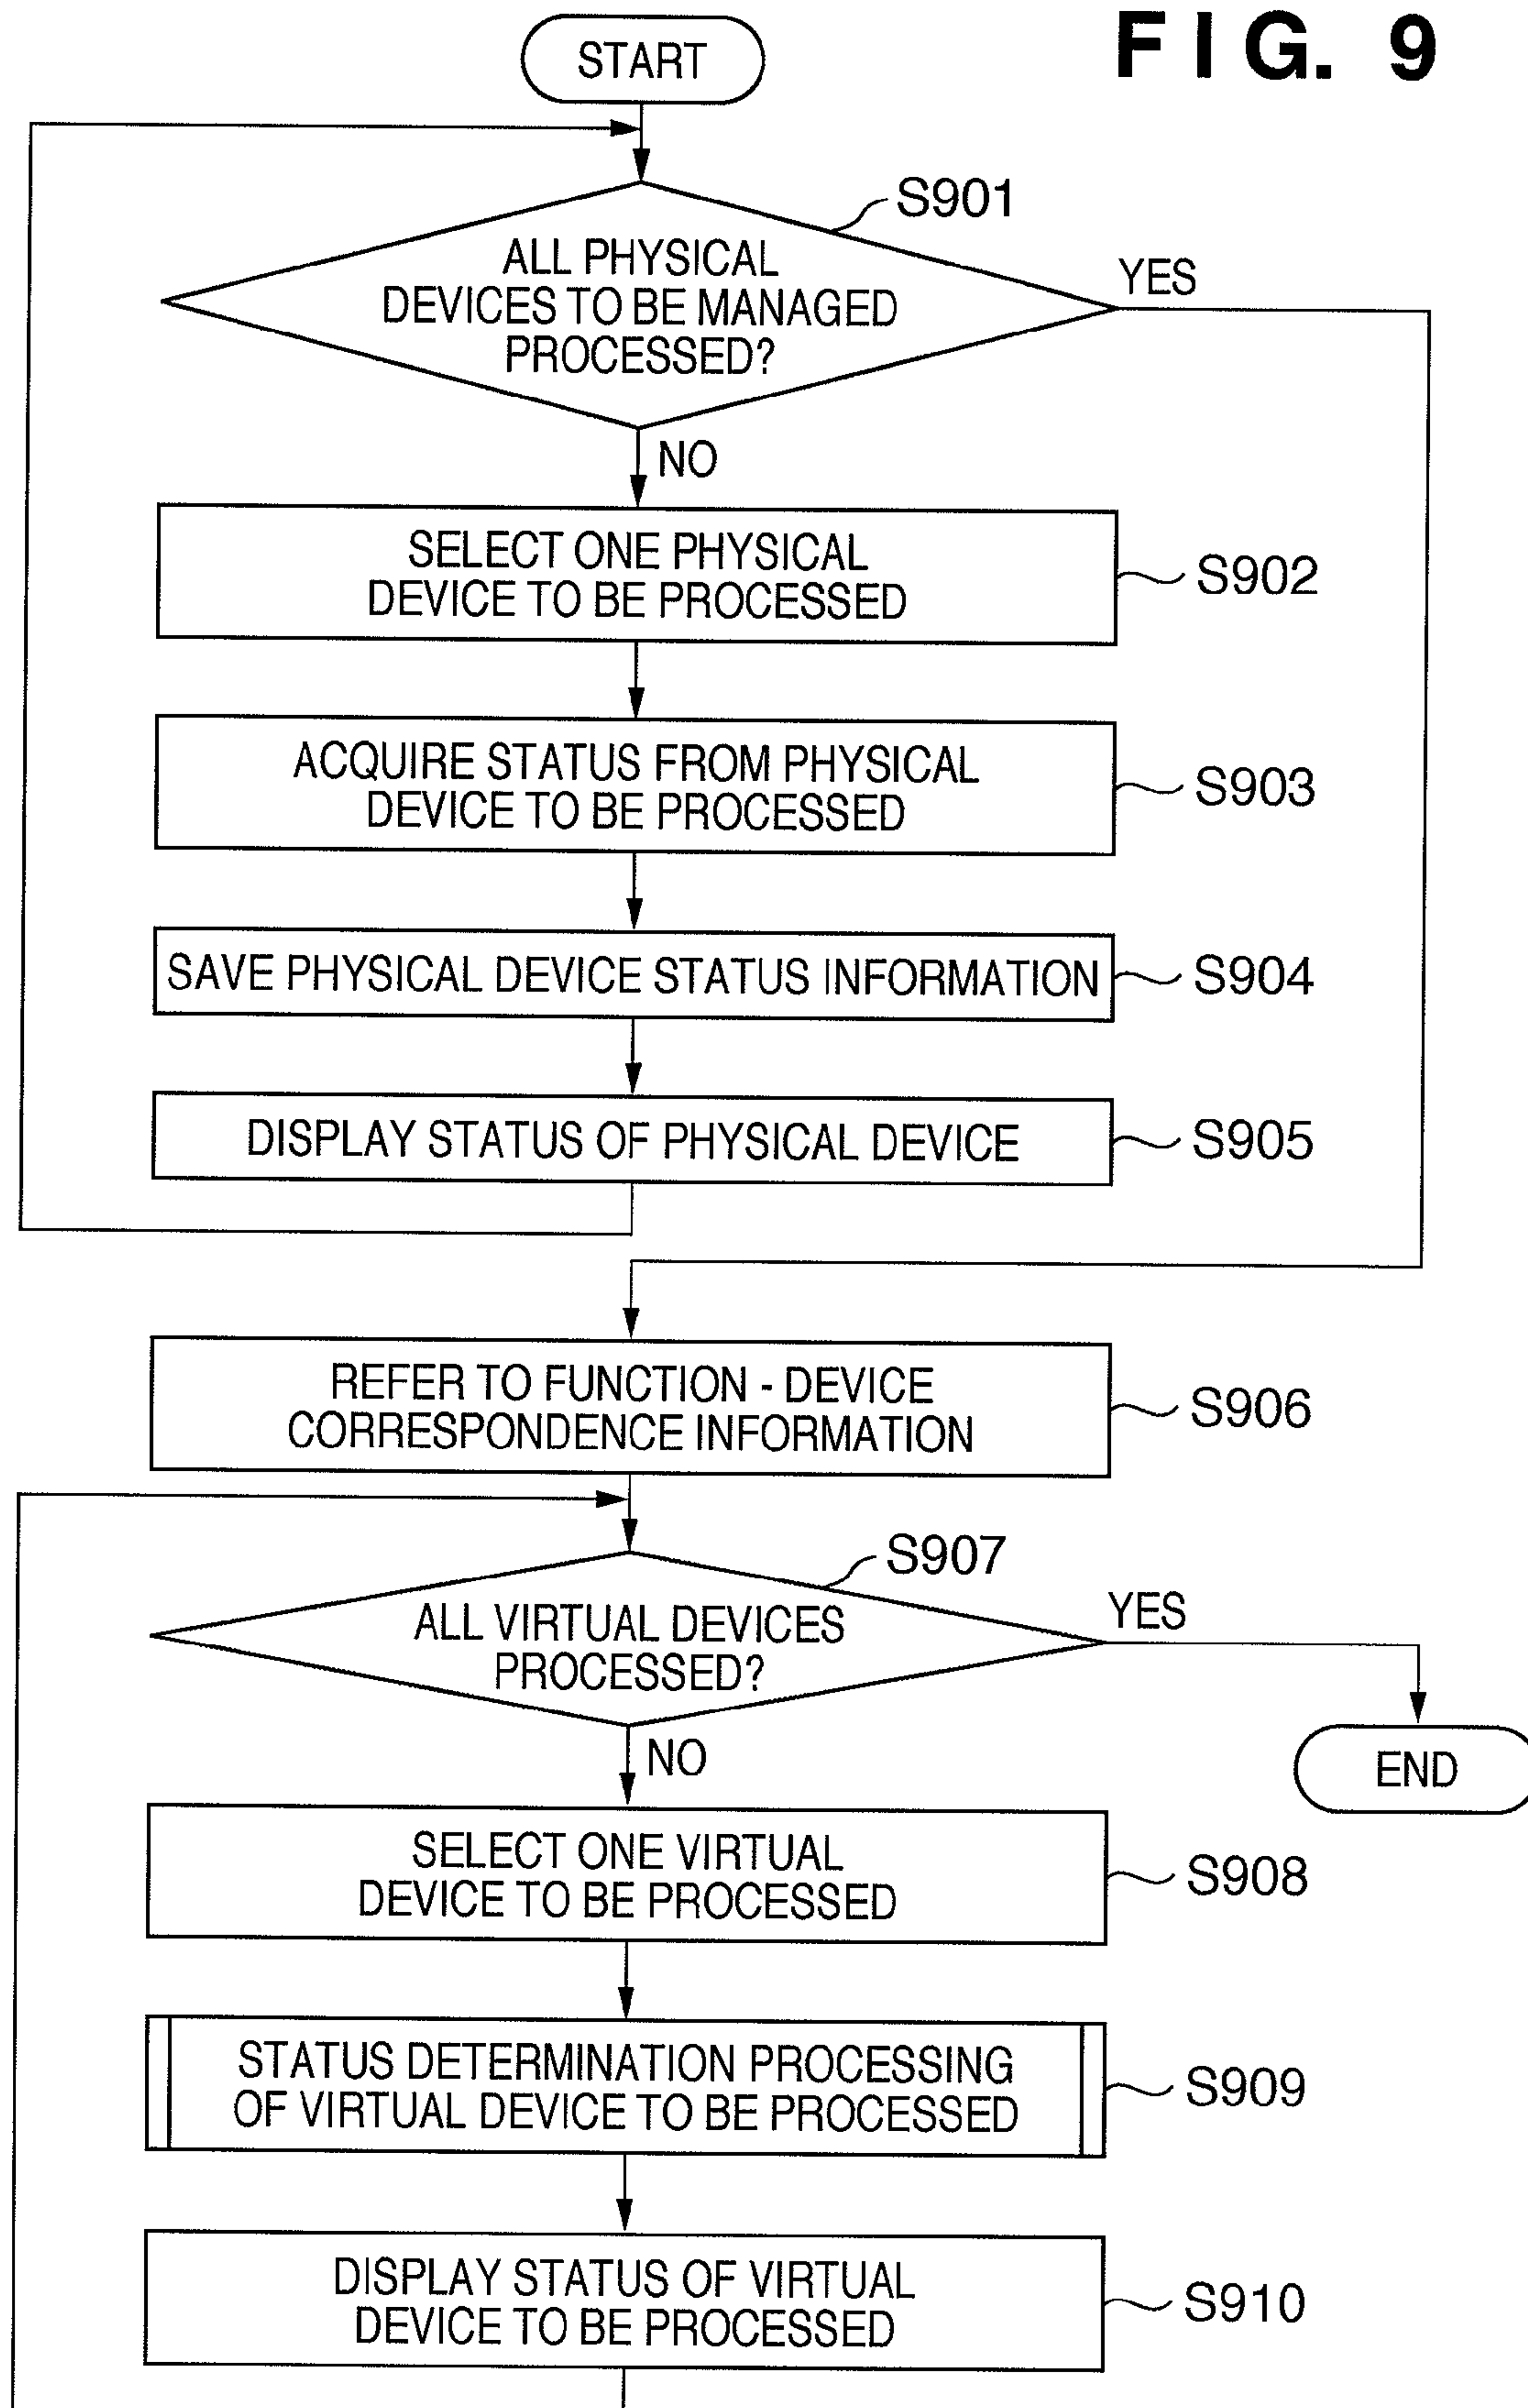 FIG. 9
START
S901
ALL PHYSICAL
DEVICES TO BE MANAGED
PROCESSED?
YES
NO
SELECT ONE PHYSICAL
DEVICE TO BE PROCESSED
S902
ACQUIRE STATUS FROM PHYSICAL
DEVICE TO BE PROCESSED
S903
SAVE PHYSICAL DEVICE STATUS INFORMATION
S904
DISPLAY STATUS OF PHYSICAL DEVICE
S905
REFER TO FUNCTION - DEVICE
CORRESPONDENCE INFORMATION
S906
S907
ALL VIRTUAL DEVICES
PROCESSED?
YES
NO
END
SELECT ONE VIRTUAL
DEVICE TO BE PROCESSED
S908
STATUS DETERMINATION PROCESSING
OF VIRTUAL DEVICE TO BE PROCESSED
S909
DISPLAY STATUS OF VIRTUAL
DEVICE TO BE PROCESSED
S910